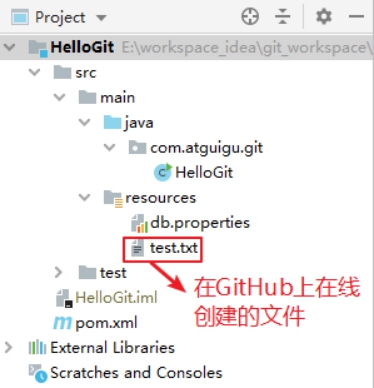 Project
HelloGit E:\workspace_idea\git_workspace\
src
main
java
com.atguigu.git
HelloGit
resources
db.properties
test.txt
test
在GitHub上在线
创建的文件
HelloGit.iml
pom.xml
External Libraries
Scratches and Consoles